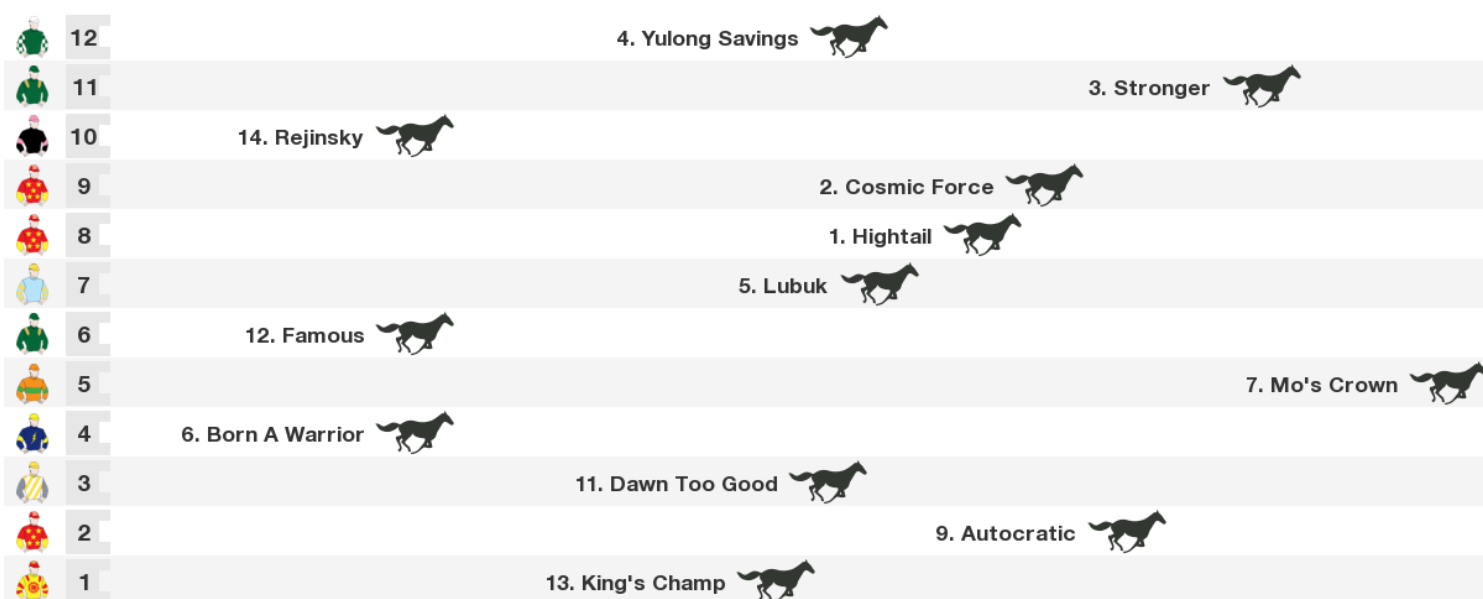 12 4. Yulong Savings
11 3. Stronger
10 14. Rejinsky
9 2. Cosmic Force
8 1. Hightail
7 5. Lubuk
6 12. Famous
5 7. Mo's Crown
4 6. Born A Warrior
3 11. Dawn Too Good
2 9. Autocratic
1 13. King's Champ